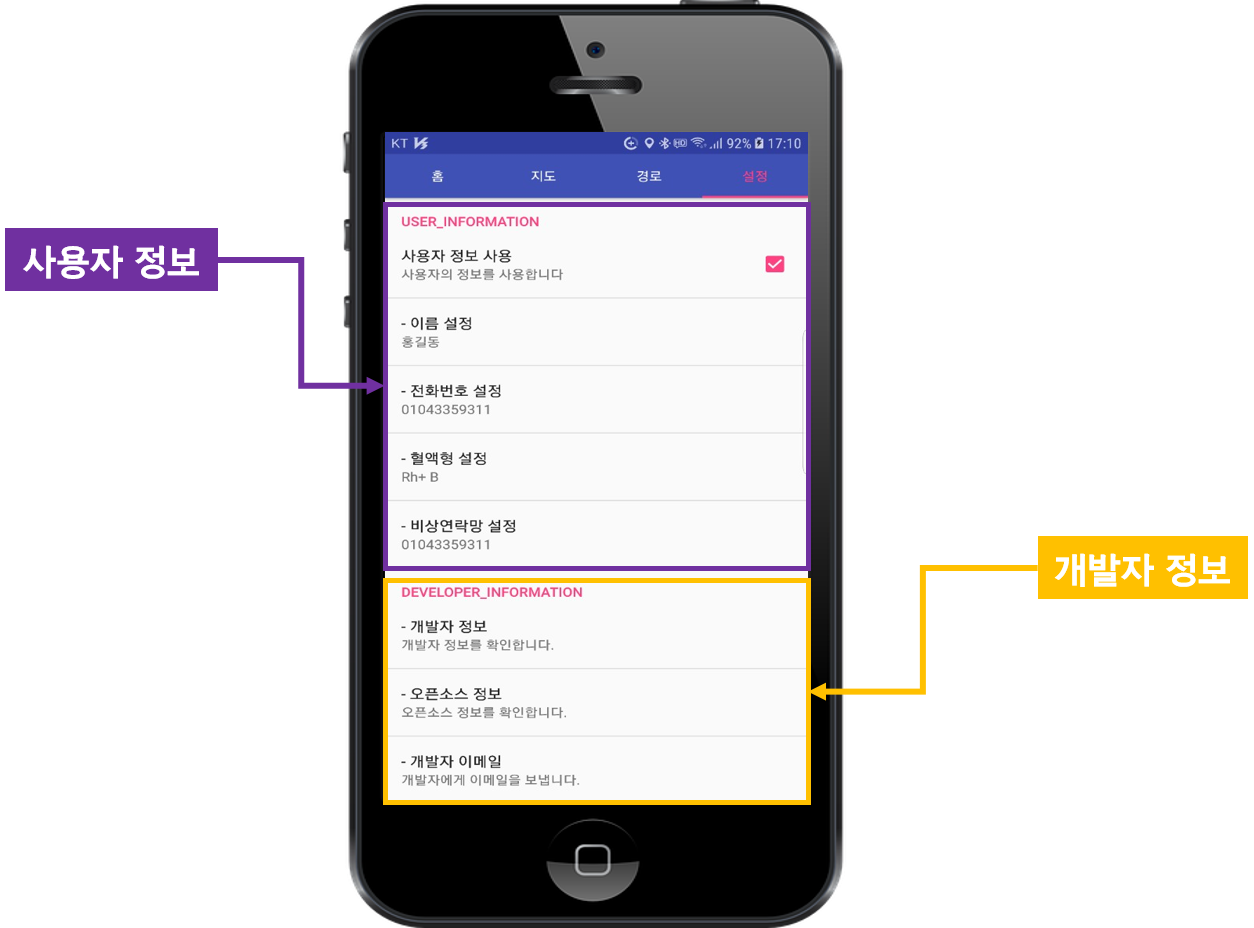 KT 92% 17:10
홈 지도 경로 설정
USER_INFORMATION
사용자 정보 사용
사용자의 정보를 사용합니다
사용자 정보
- 이름 설정
홍길동
- 전화번호 설정
01043359311
- 혈액형 설정
Rh+ B
- 비상연락망 설정
01043359311
개발자 정보
DEVELOPER_INFORMATION
- 개발자 정보
개발자 정보를 확인합니다.
- 오픈소스 정보
오픈소스 정보를 확인합니다.
- 개발자 이메일
개발자에게 이메일을 보냅니다.